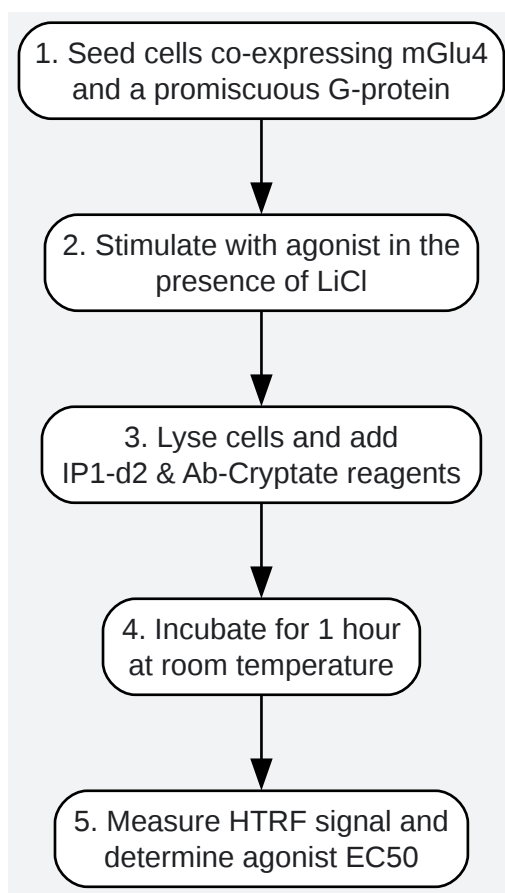 1. Seed cells co-expressing mGlu4
and a promiscuous G-protein
2. Stimulate with agonist in the
presence of LiCl
3. Lyse cells and add
IP1-d2 & Ab-Cryptate reagents
4. Incubate for 1 hour
at room temperature
5. Measure HTRF signal and
determine agonist EC50